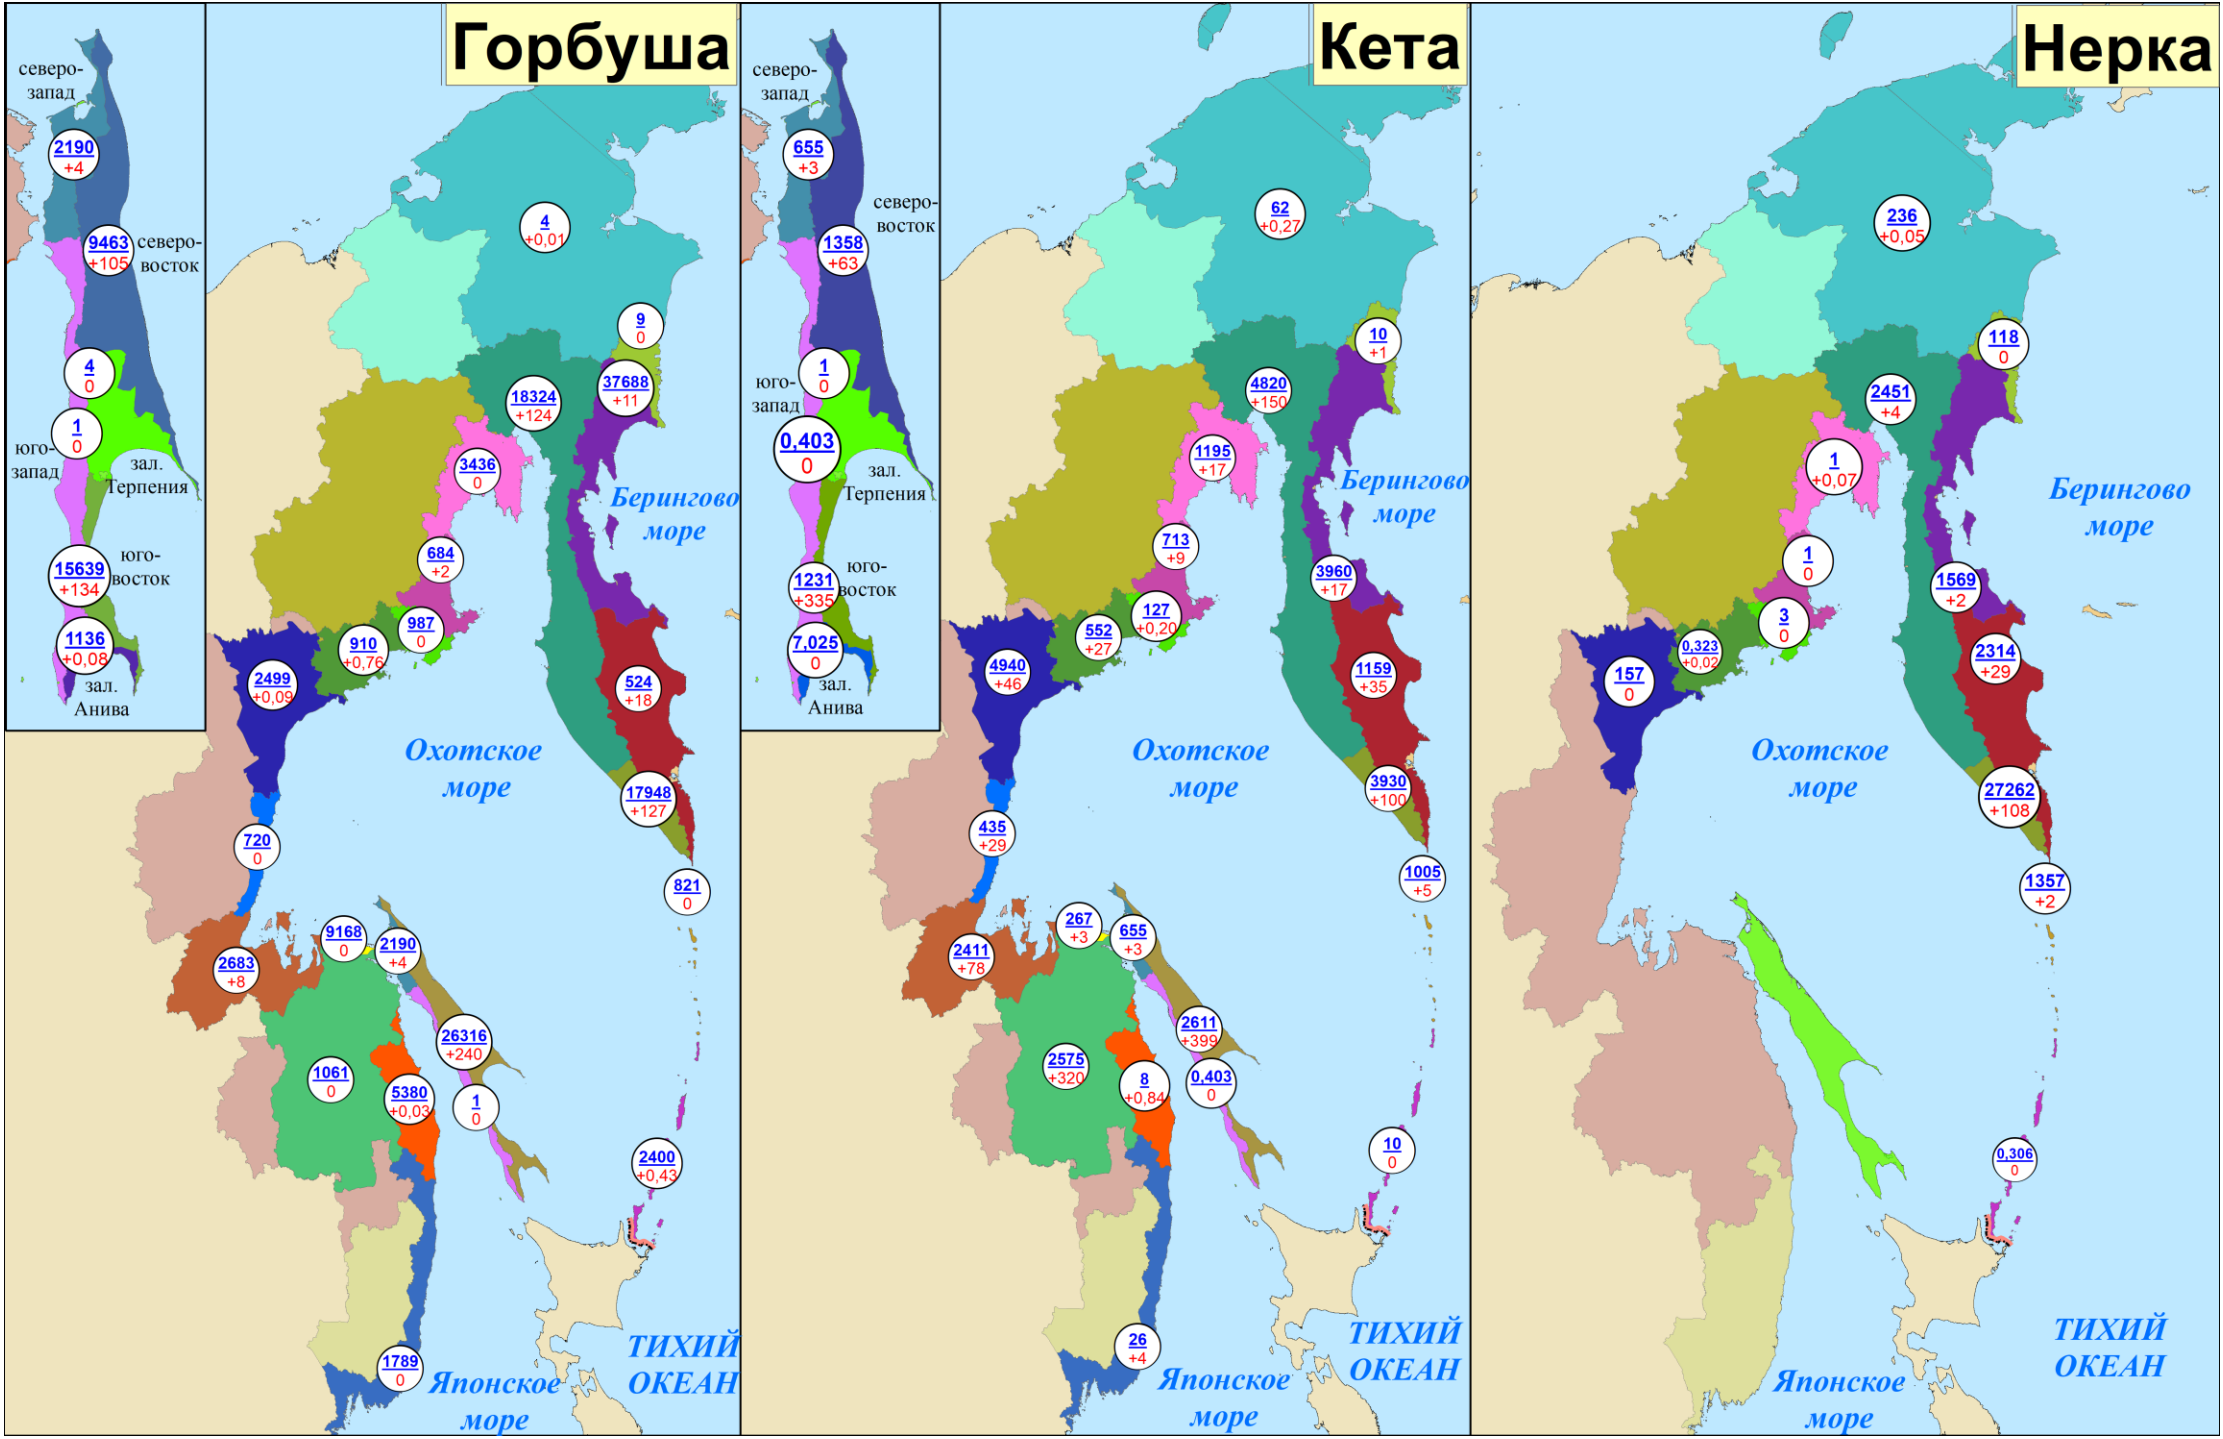 Горбуша
северо-
запад
2190
+4
9463
+105
северо-
восток
4
0
1
0
юго-
запад
зал.
Терпения
15639
+134
юго-
восток
1136
+0,08
зал.
Анива
4
+0,01
9
0
18324
+124
37688
+11
3436
0
Берингово
море
684
+2
987
0
910
+0,76
2499
+0,09
524
+18
Охотское
море
17948
+127
720
0
821
0
9168
0
2190
+4
2683
+8
26316
+240
1061
0
5380
+0,03
1
0
2400
+0,43
1789
0
ТИХИЙ
ОКЕАН
Японское
море
Кета
северо-
запад
655
+3
северо-
восток
1358
+63
1
0
юго-
запад
0,403
0
зал.
Терпения
1231
+335
юго-
восток
7,025
0
зал.
Анива
62
+0,27
10
+1
4820
+150
1195
+17
Берингово
море
713
+9
3960
+17
127
+0,20
552
+27
4940
+46
1159
+35
Охотское
море
3930
+100
435
+29
1005
+5
267
+3
655
+3
2411
+78
2611
+399
2575
+320
8
+0,84
0,403
0
10
0
26
+4
ТИХИЙ
ОКЕАН
Японское
море
Нерка
236
+0,05
118
0
2451
+4
1
+0,07
Берингово
море
1
0
1569
+2
3
0
0,323
+0,02
157
0
2314
+29
Охотское
море
27262
+108
1357
+2
0,306
0
ТИХИЙ
ОКЕАН
Японское
море